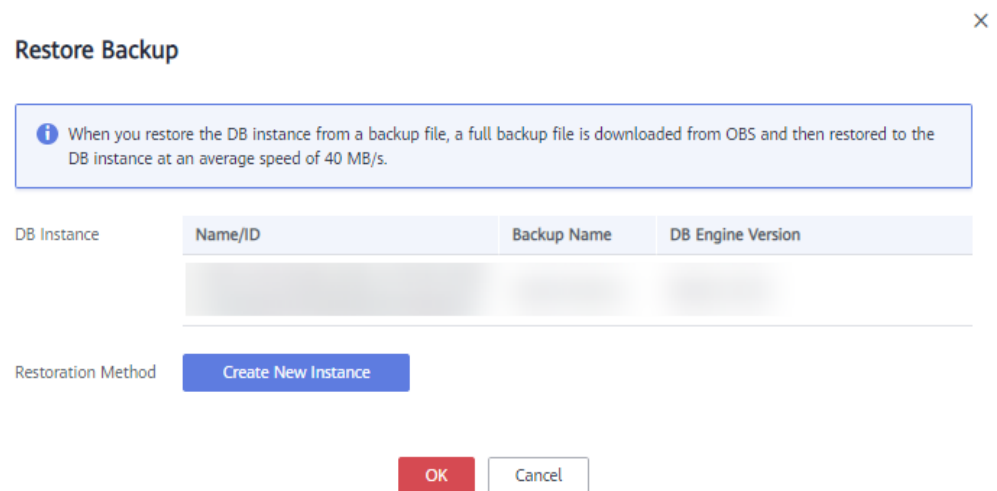 Restore Backup
When you restore the DB instance from a backup file, a full backup file is downloaded from OBS and then restored to the
DB instance at an average speed of 40 MB/s.
DB Instance
Name/ID
Backup Name
DB Engine Version
Restoration Method
Create New Instance
OK
Cancel